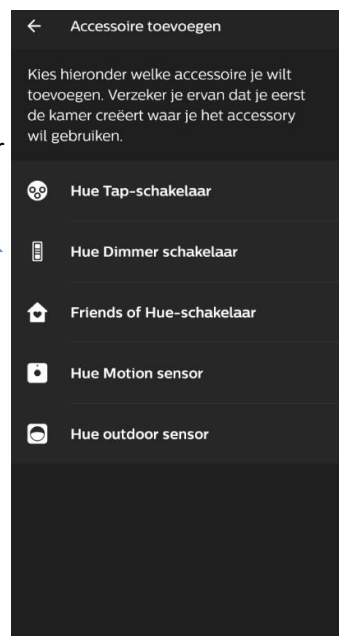 Accessoire toevoegen
Kies hieronder welke accessoire je wilt
toevoegen. Verzeker je ervan dat je eerst
de kamer creëert waar je het accessory
wil gebruiken.
r
Hue Tap-schakelaar
Hue Dimmer schakelaar
Friends of Hue-schakelaar
Hue Motion sensor
Hue outdoor sensor